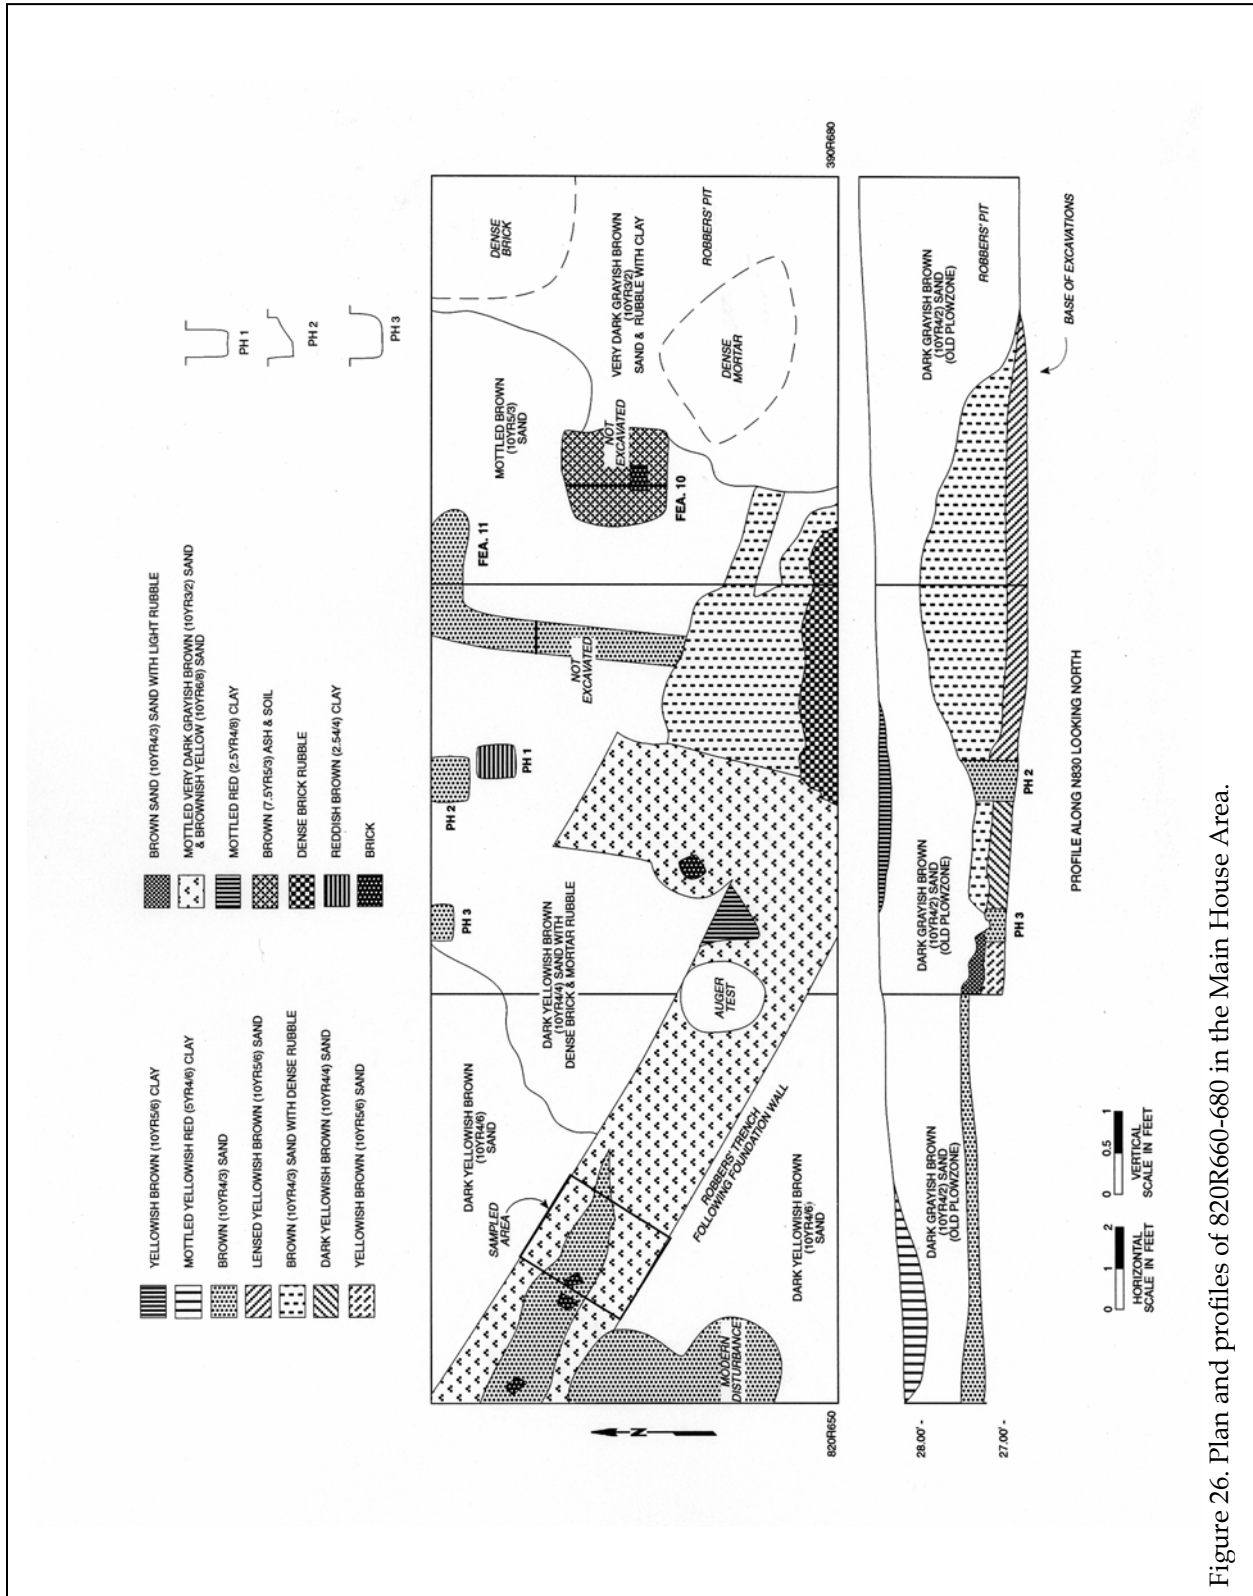 YELLOWISH BROWN (10YR5/6) CLAY
MOTTLED YELLOWISH RED (5YR4/6) CLAY
BROWN (10YR4/3) SAND
LENSED YELLOWISH BROWN (10YR5/6) SAND
BROWN (10YR4/3) SAND WITH DENSE RUBBLE
DARK YELLOWISH BROWN (10YR4/4) SAND
YELLOWISH BROWN (10YR5/6) SAND
BROWN SAND (10YR4/3) SAND WITH LIGHT RUBBLE
MOTTLED VERY DARK GRAYISH BROWN (10YR3/2) SAND
& BROWNISH YELLOW (10YR6/8) SAND
MOTTLED RED (2.5YR4/8) CLAY
BROWN (7.5YR5/3) ASH & SOIL
DENSE BRICK RUBBLE
REDDISH BROWN (2.54/4) CLAY
BRICK
PH 1
PH 2
PH 3
N
820R650
390R680
SAMPLED
AREA
DARK YELLOWISH BROWN
(10YR4/6)
SAND
DARK YELLOWISH BROWN
(10YR4/4) SAND WITH
DENSE BRICK & MORTAR RUBBLE
PH 3
PH 2
PH 1
FEA. 11
NOT
EXCAVATED
MOTTLED BROWN
(10YR5/3)
SAND
NOT
EXCAVATED
FEA. 10
DENSE
BRICK
VERY DARK GRAYISH BROWN
(10YR3/2)
SAND & RUBBLE WITH CLAY
DENSE
MORTAR
ROBBERS' PIT
AUGER
TEST
ROBBERS' TRENCH
FOLLOWING FOUNDATION WALL
MODERN
DISTURBANCE
DARK YELLOWISH BROWN
(10YR4/6)
SAND
28.00' -
27.00' -
DARK GRAYISH BROWN
(10YR4/2) SAND
(OLD PLOWZONE)
DARK GRAYISH BROWN
(10YR4/2) SAND
(OLD PLOWZONE)
DARK GRAYISH BROWN
(10YR4/2) SAND
(OLD PLOWZONE)
ROBBERS' PIT
PH 3
PH 2
BASE OF EXCAVATIONS
PROFILE ALONG N830 LOOKING NORTH
0 1 2
HORIZONTAL
SCALE IN FEET
0 0.5 1
VERTICAL
SCALE IN FEET
Figure 26. Plan and profiles of 820R660-680 in the Main House Area.